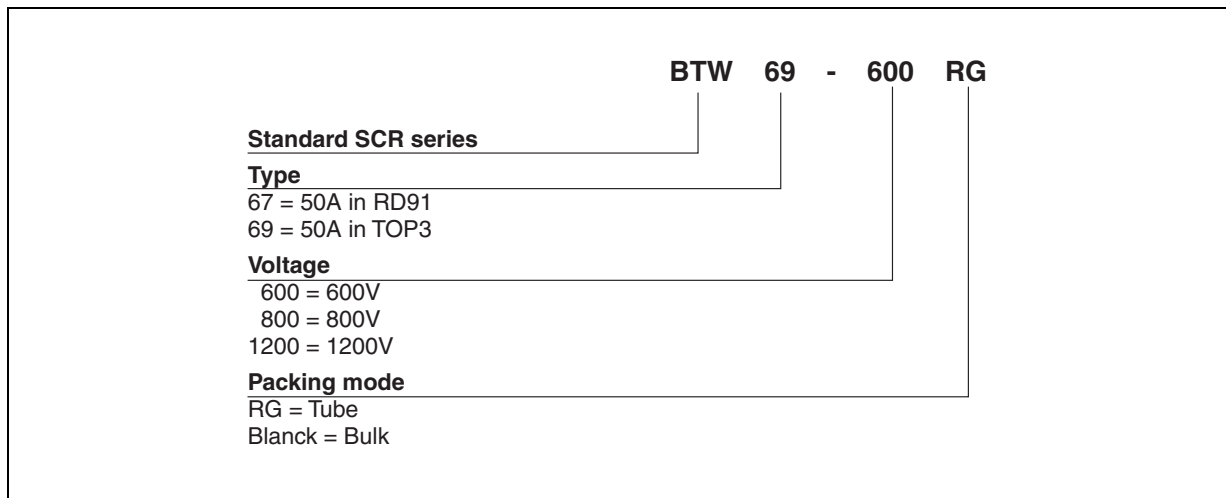 BTW 69 - 600 RG
Standard SCR series
Type
67 = 50A in RD91
69 = 50A in TOP3
Voltage
600 = 600V
800 = 800V
1200 = 1200V
Packing mode
RG = Tube
Blanck = Bulk